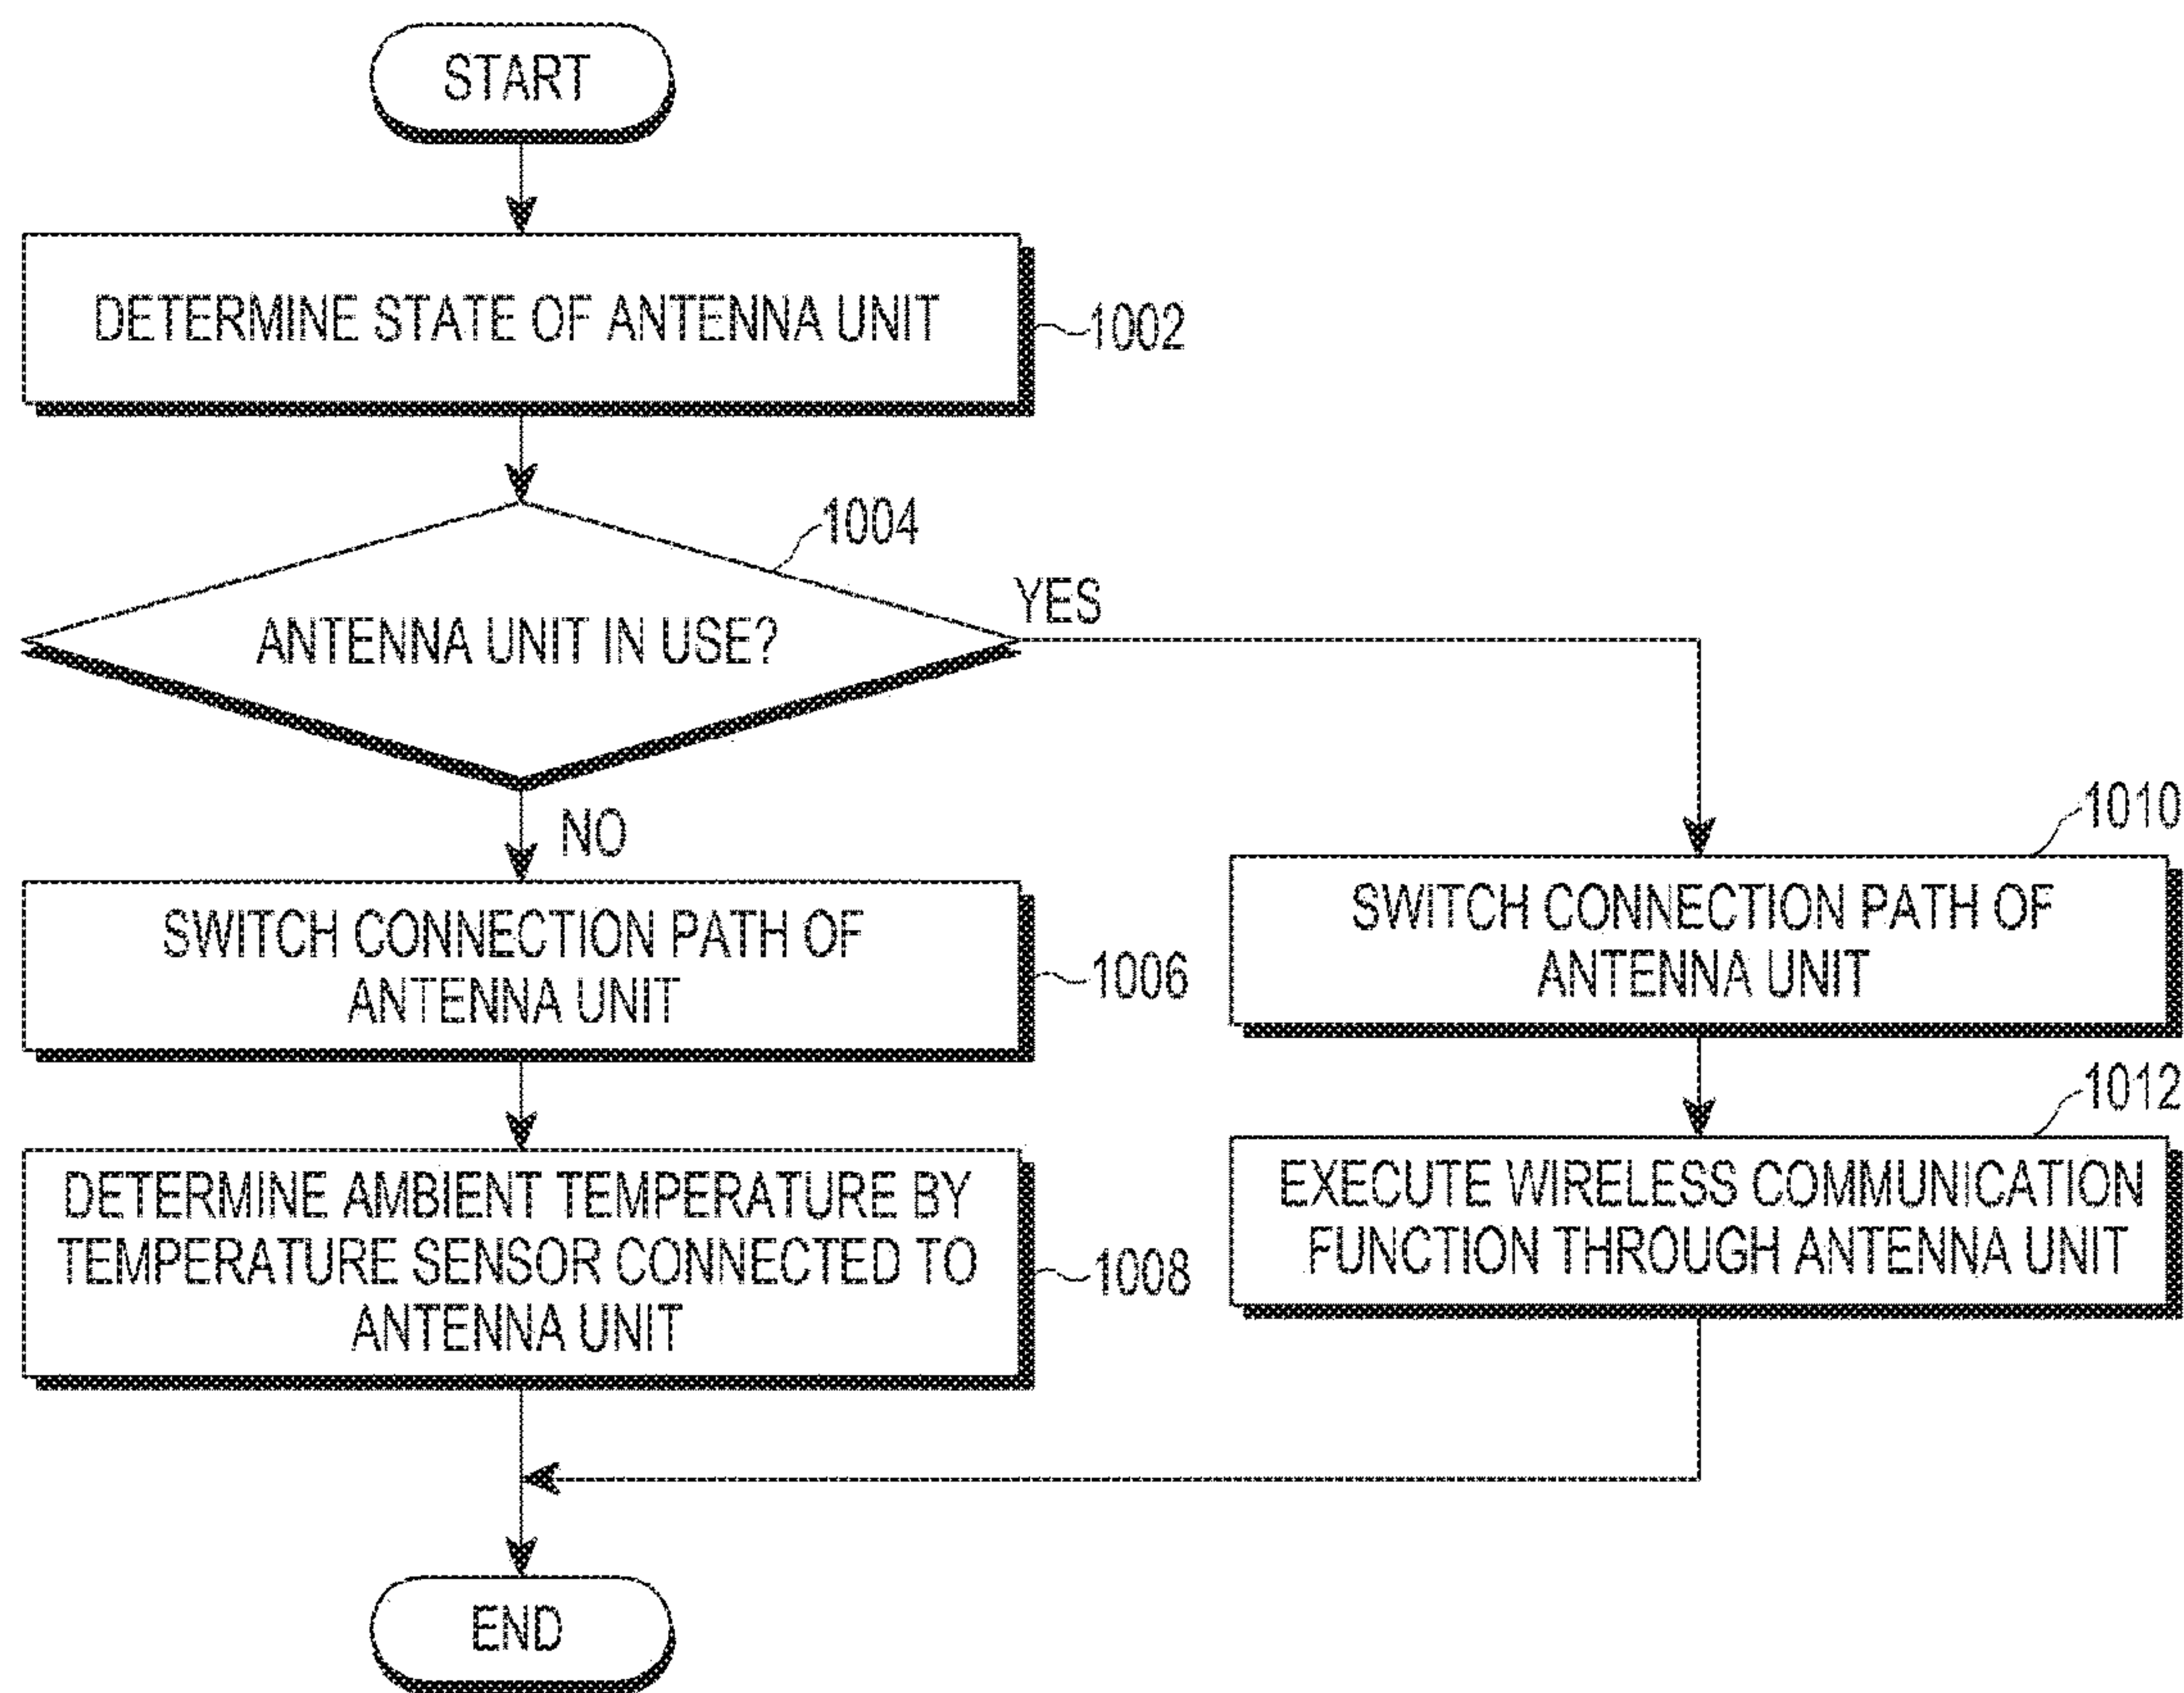 START
DETERMINE STATE OF ANTENNA UNIT
1002
1004
ANTENNA UNIT IN USE?
YES
NO
SWITCH CONNECTION PATH OF
ANTENNA UNIT
1006
DETERMINE AMBIENT TEMPERATURE BY
TEMPERATURE SENSOR CONNECTED TO
ANTENNA UNIT
1008
1010
SWITCH CONNECTION PATH OF
ANTENNA UNIT
1012
EXECUTE WIRELESS COMMUNICATION
FUNCTION THROUGH ANTENNA UNIT
END